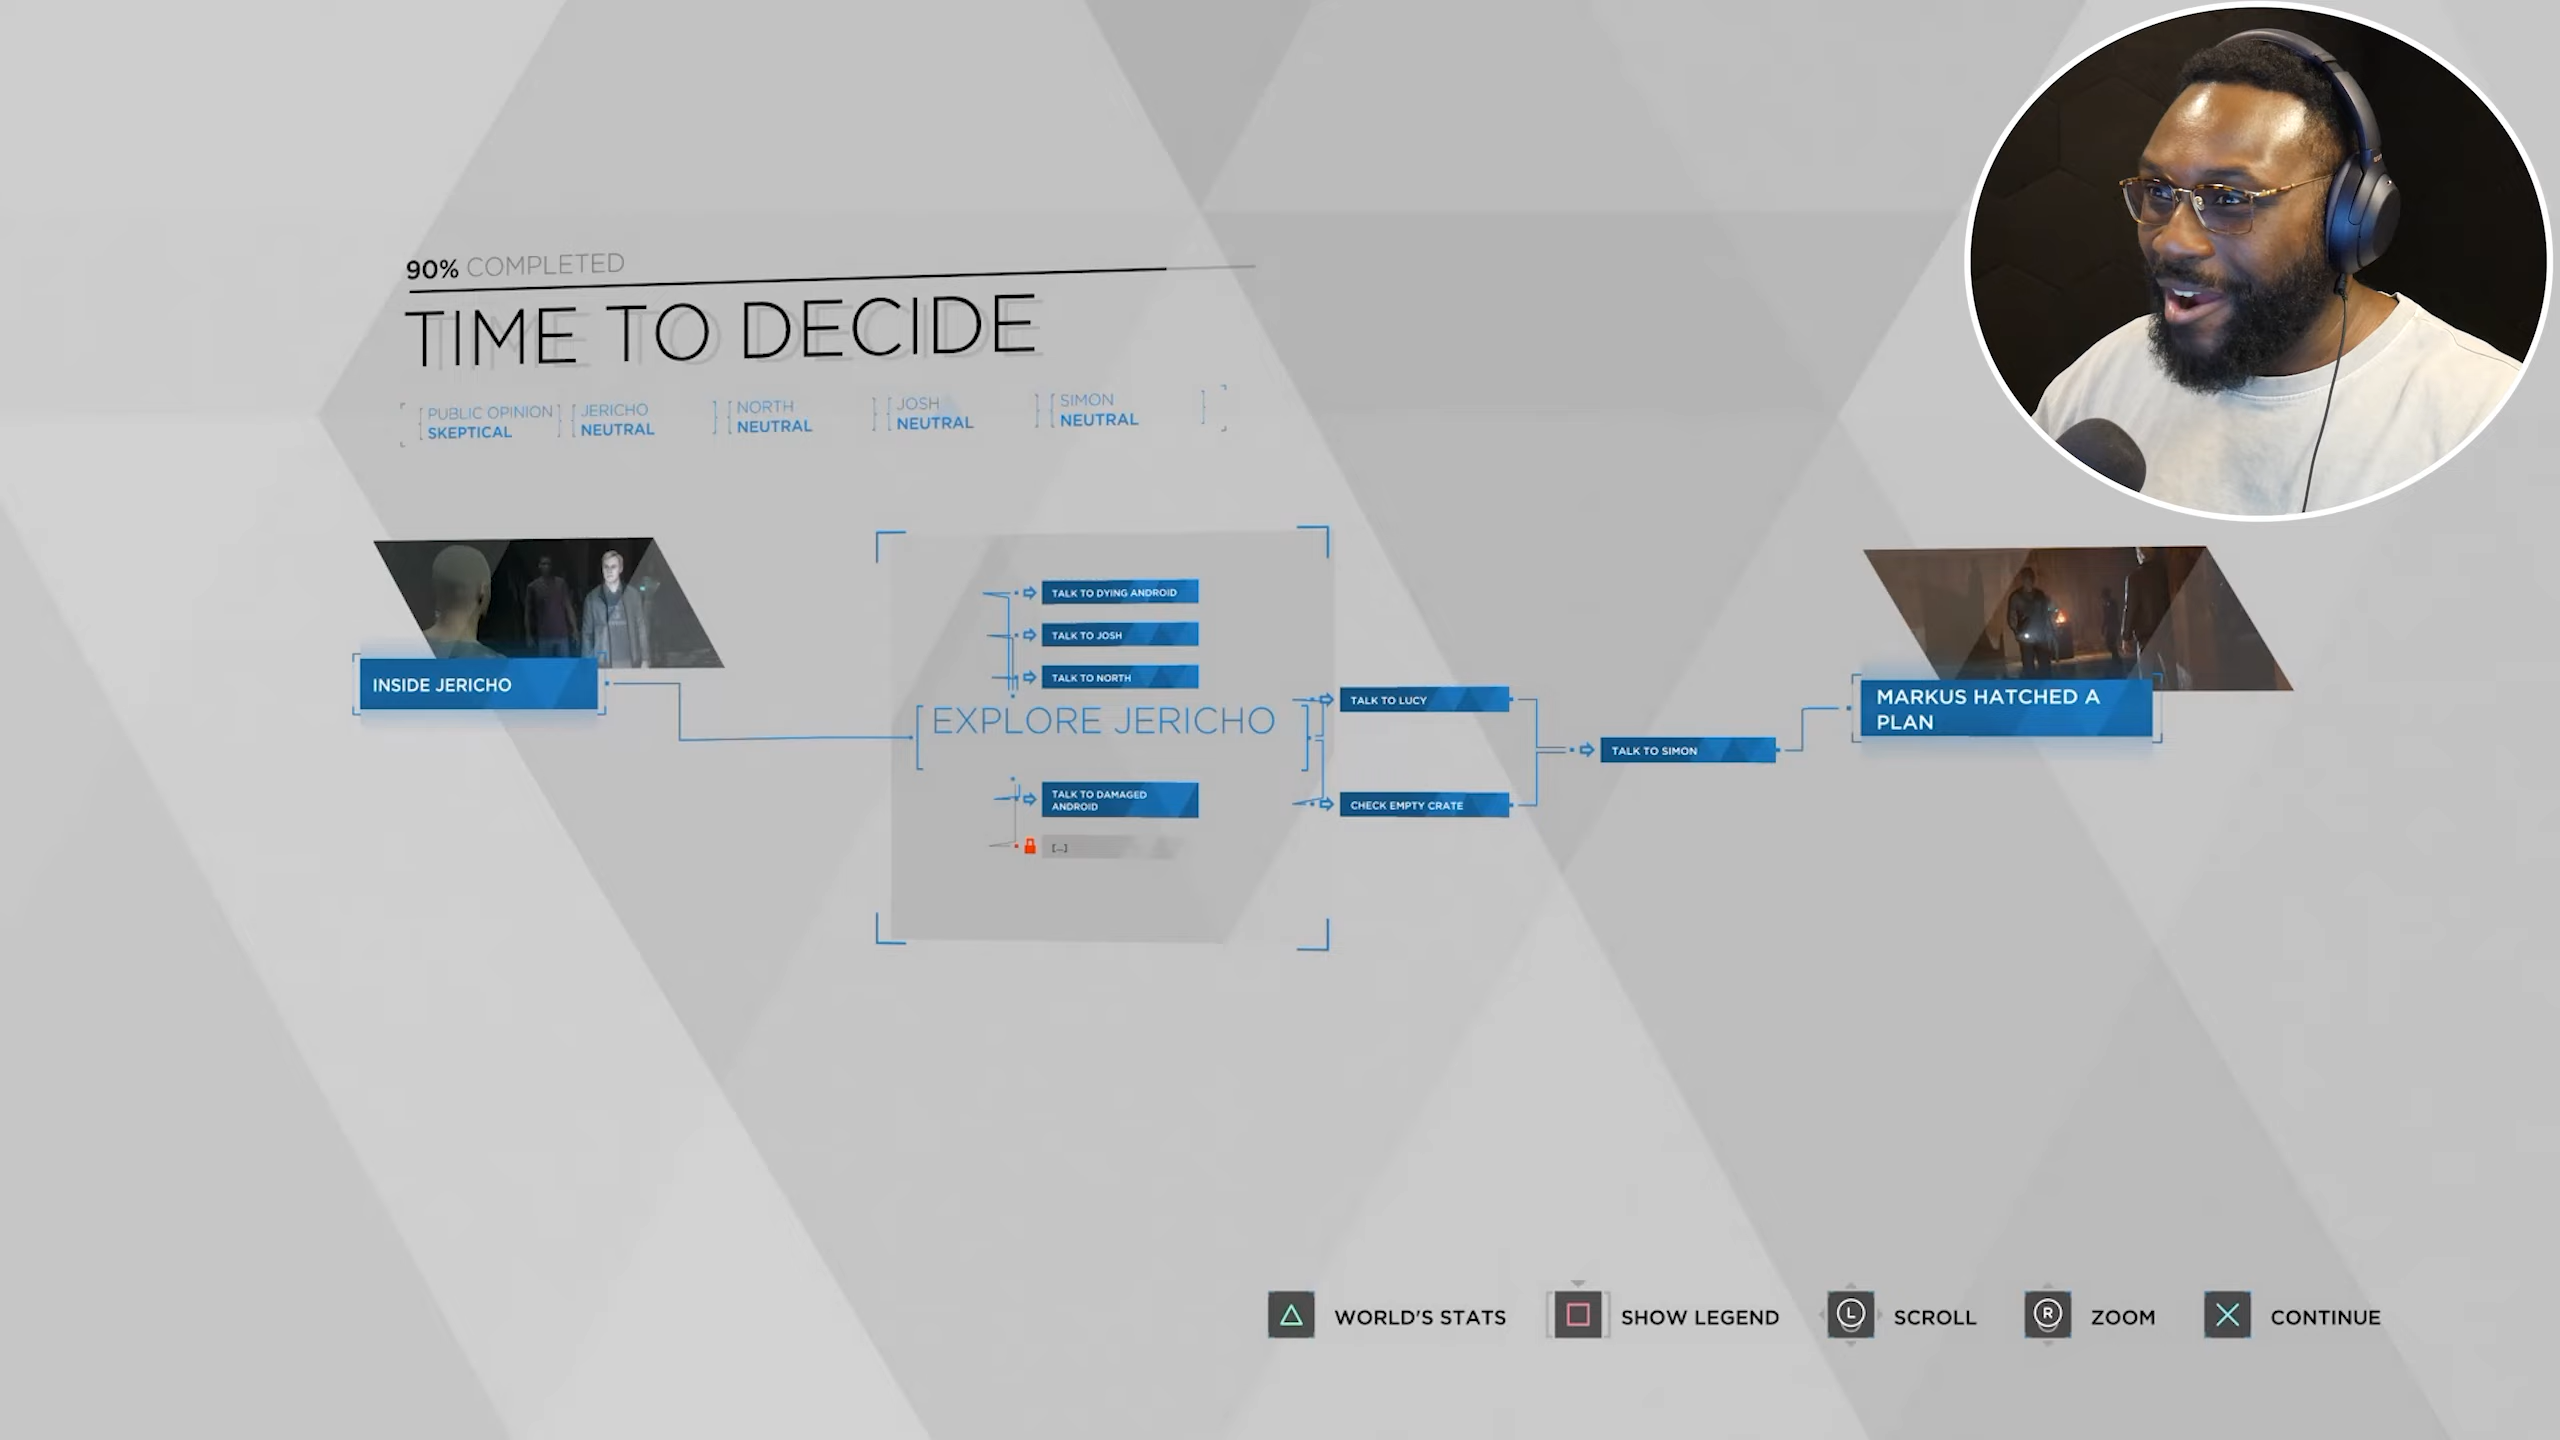 90% COMPLETED
TIME TO DECIDE
PUBLIC OPINION
SKEPTICAL
JERICHO
NEUTRAL
NORTH
NEUTRAL
JOSH
NEUTRAL
SIMON
NEUTRAL
INSIDE JERICHO
TALK TO DYING ANDROID
TALK TO JOSH
TALK TO NORTH
EXPLORE JERICHO
TALK TO DAMAGED
ANDROID
[...]
TALK TO LUCY
CHECK EMPTY CRATE
TALK TO SIMON
MARKUS HATCHED A
PLAN
WORLD'S STATS
SHOW LEGEND
L SCROLL
R ZOOM
CONTINUE